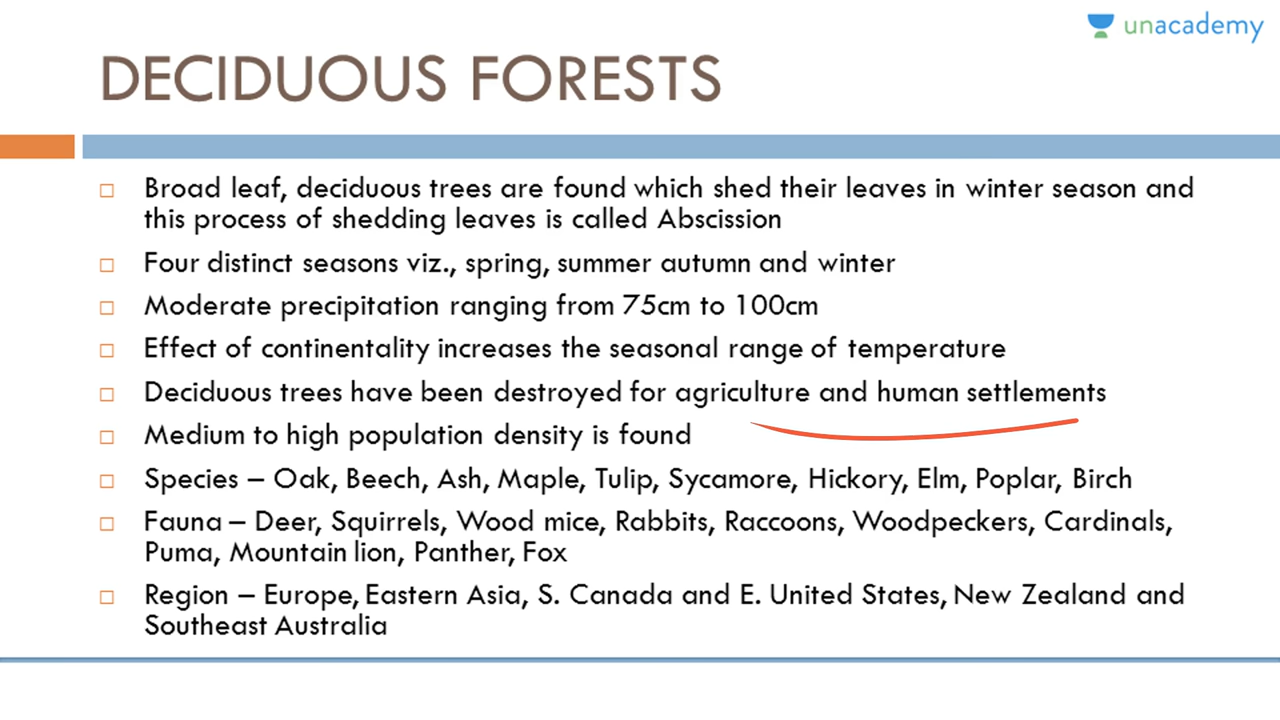 unacademy
DECIDUOUS FORESTS
Broad leaf, deciduous trees are found which shed their leaves in winter season and
this process of shedding leaves is called Abscission
Four distinct seasons viz., spring, summer autumn and winter
Moderate precipitation ranging from 75cm to 100cm
Effect of continentality increases the seasonal range of temperature
Deciduous trees have been destroyed for agriculture and human settlements
Medium to high population density is found
Species – Oak, Beech, Ash, Maple, Tulip, Sycamore, Hickory, Elm, Poplar, Birch
Fauna – Deer, Squirrels, Wood mice, Rabbits, Raccoons, Woodpeckers, Cardinals,
Puma, Mountain lion, Panther, Fox
Region – Europe, Eastern Asia, S. Canada and E. United States, New Zealand and
Southeast Australia